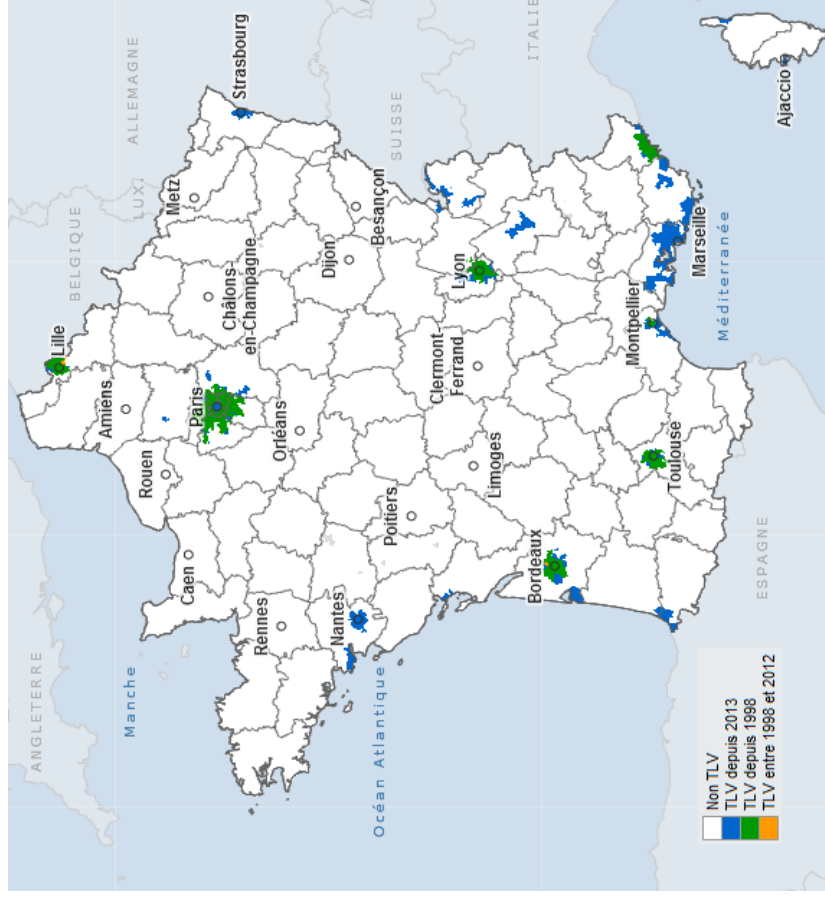 ANGLETERRE
Manche
BELGIQUE
LUX.
ALLEMAGNE
Lille
Amiens
Rouen
Caen
Paris
Metz
Châlons-
en-Champagne
Strasbourg
Rennes
Orléans
Nantes
Dijon
Besançon
SUISSE
Océan Atlantique
Poitiers
Limoges
Clermont-
Ferrand
Lyon
ITALIE
Bordeaux
Toulouse
Montpellier
Marseille
Méditerranée
ESPAGNE
Ajaccio
Non TLV
TLV depuis 2013
TLV depuis 1998
TLV entre 1998 et 2012